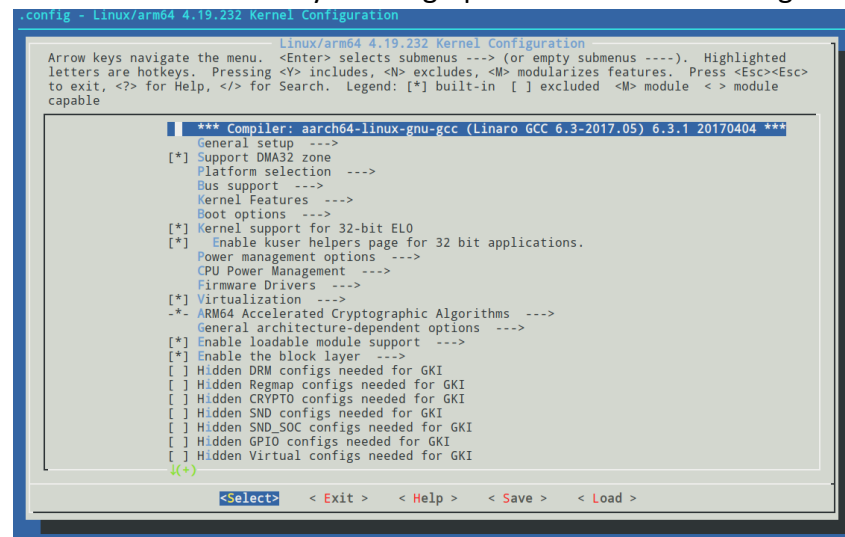 .config - Linux/arm64 4.19.232 Kernel Configuration
Linux/arm64 4.19.232 Kernel Configuration
Arrow keys navigate the menu. <Enter> selects submenus ---> (or empty submenus ----). Highlighted
letters are hotkeys. Pressing <Y> includes, <N> excludes, <M> modularizes features. Press <Esc><Esc>
to exit, <?> for Help, </> for Search. Legend: [*] built-in [ ] excluded <M> module < > module
capable
*** Compiler: aarch64-linux-gnu-gcc (Linaro GCC 6.3-2017.05) 6.3.1 20170404 ***
General setup --->
[*] Support DMA32 zone
Platform selection --->
Bus support --->
Kernel Features --->
Boot options --->
[*] Kernel support for 32-bit EL0
[*] Enable kuser helpers page for 32 bit applications.
Power management options --->
CPU Power Management --->
Firmware Drivers --->
[*] Virtualization --->
-*- ARM64 Accelerated Cryptographic Algorithms --->
General architecture-dependent options --->
[*] Enable loadable module support --->
[*] Enable the block layer --->
[ ] Hidden DRM configs needed for GKI
[ ] Hidden Regmap configs needed for GKI
[ ] Hidden CRYPTO configs needed for GKI
[ ] Hidden SND configs needed for GKI
[ ] Hidden SND_SOC configs needed for GKI
[ ] Hidden GPIO configs needed for GKI
[ ] Hidden Virtual configs needed for GKI
↓(+)
<Select> < Exit > < Help > < Save > < Load >